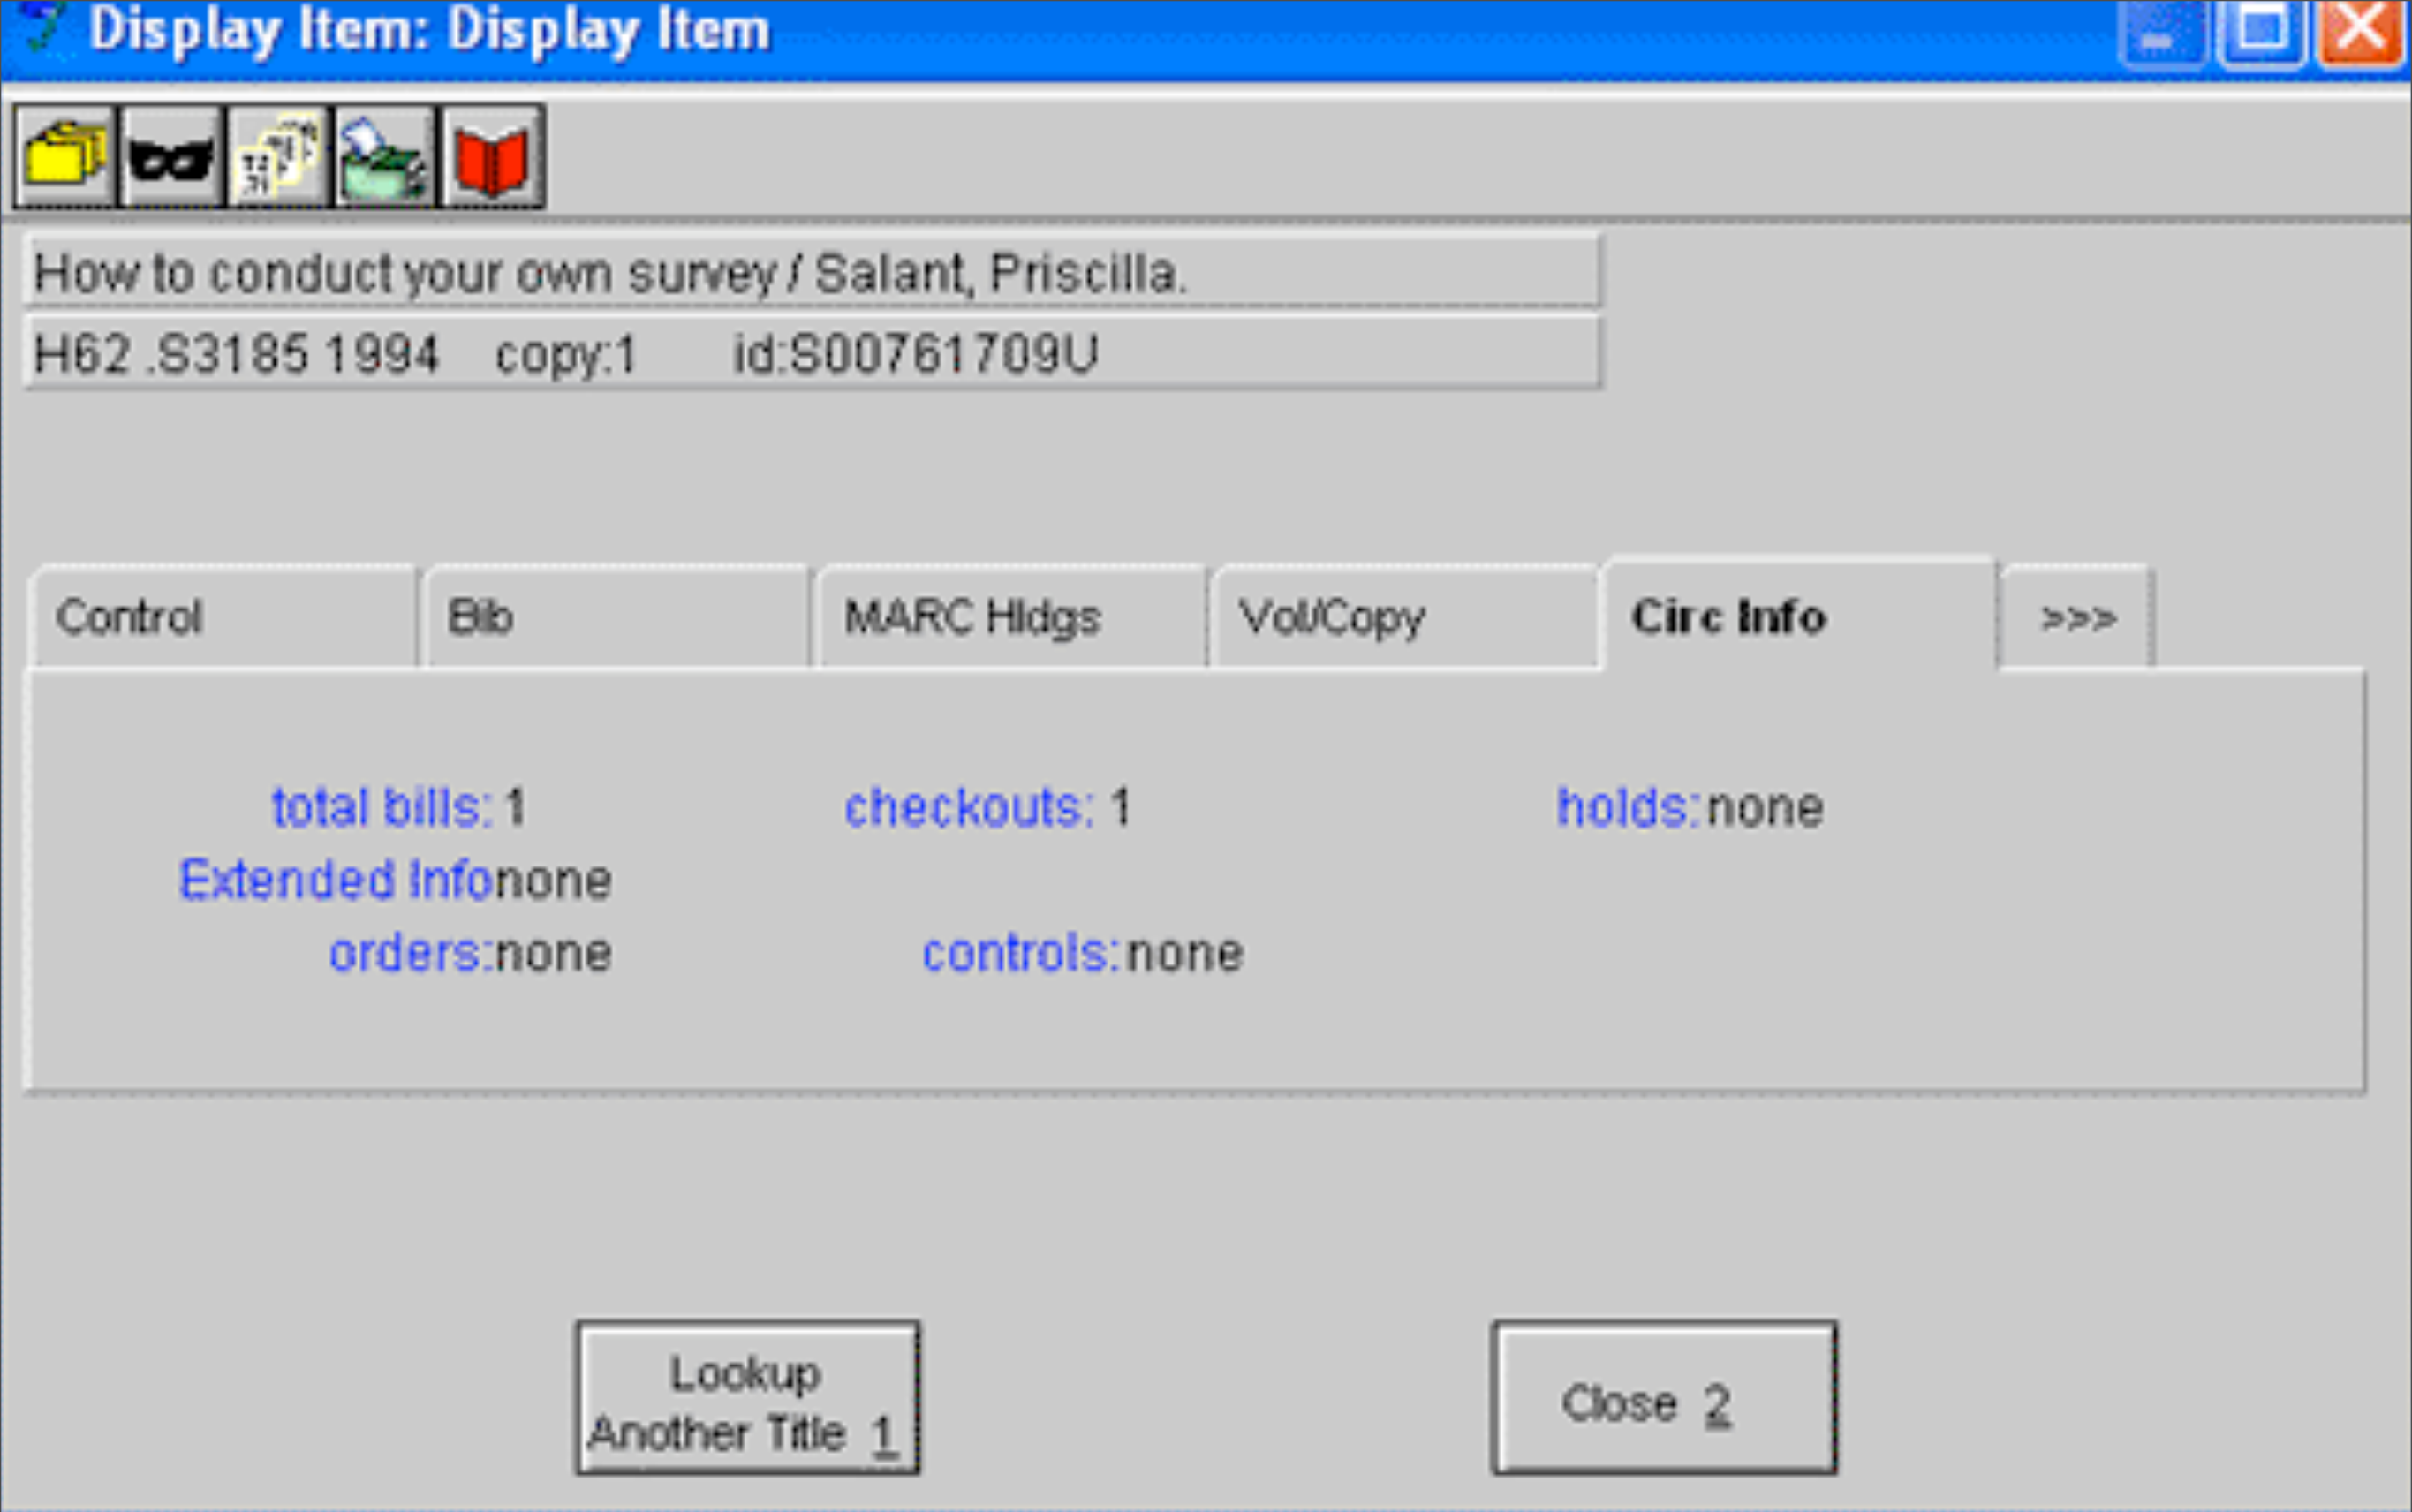 Display Item: Display Item
How to conduct your own survey / Salant, Priscilla.
H62 .S3185 1994 copy:1 id:S00761709U
Control Bib MARC Hldgs Vol/Copy Circ Info >>>
total bills: 1 checkouts: 1 holds:none
Extended Infonone
orders:none controls:none
Lookup
Another Title 1
Close 2